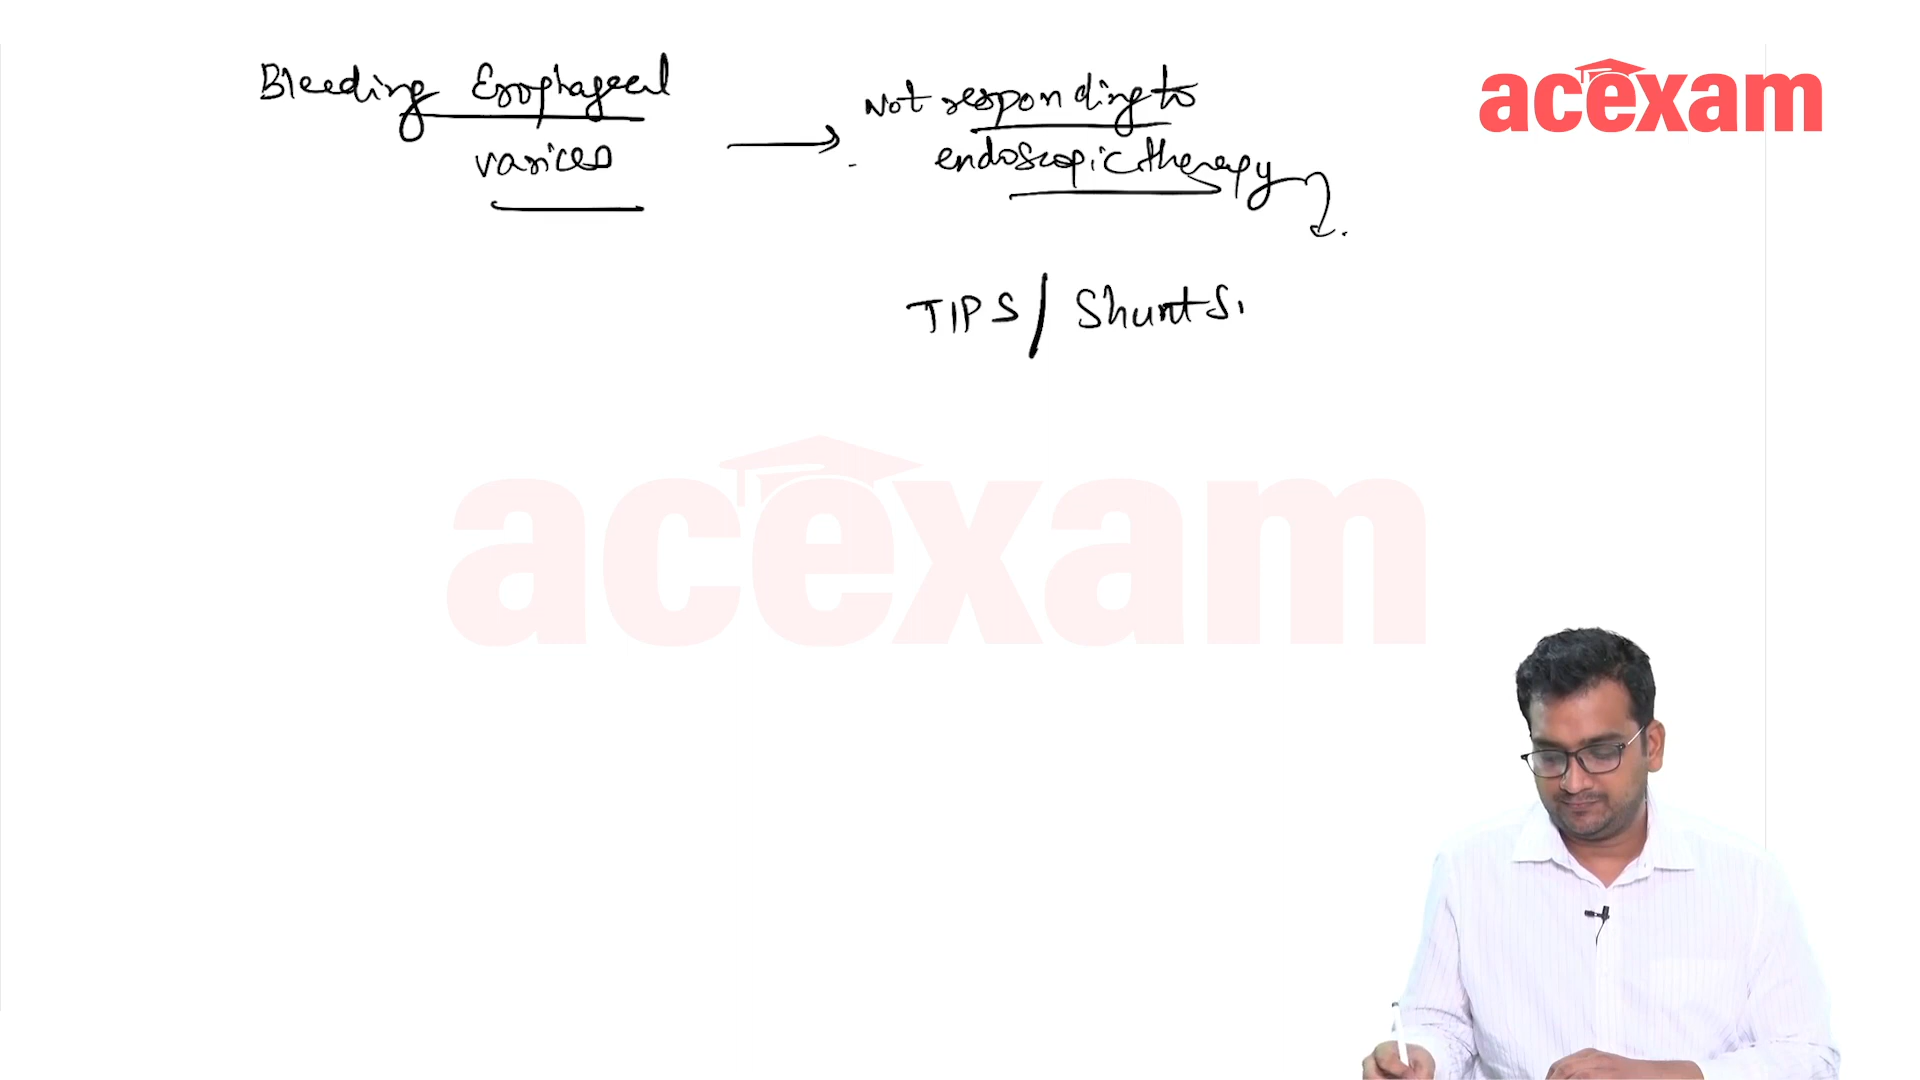 Bleeding Esophageal
varices
Not responding to
endoscopic therapy
TIPS / Shunts.
acexam
acexam